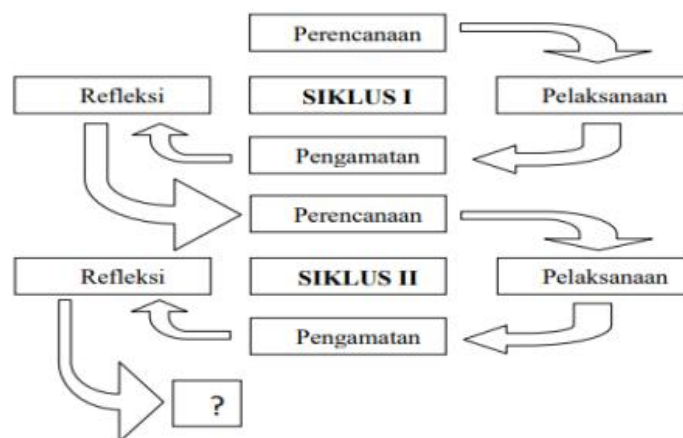 Perencanaan
Refleksi
SIKLUS I
Pelaksanaan
Pengamatan
Perencanaan
Refleksi
SIKLUS II
Pelaksanaan
Pengamatan
?